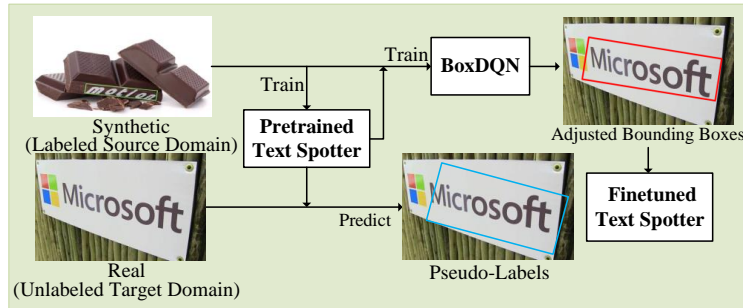 motion
Train
Train
BoxDQN
Microsoft
Synthetic
(Labeled Source Domain)
Pretrained
Text Spotter
Adjusted Bounding Boxes
Microsoft
Predict
Microsoft
Finetuned
Text Spotter
Real
(Unlabeled Target Domain)
Pseudo-Labels